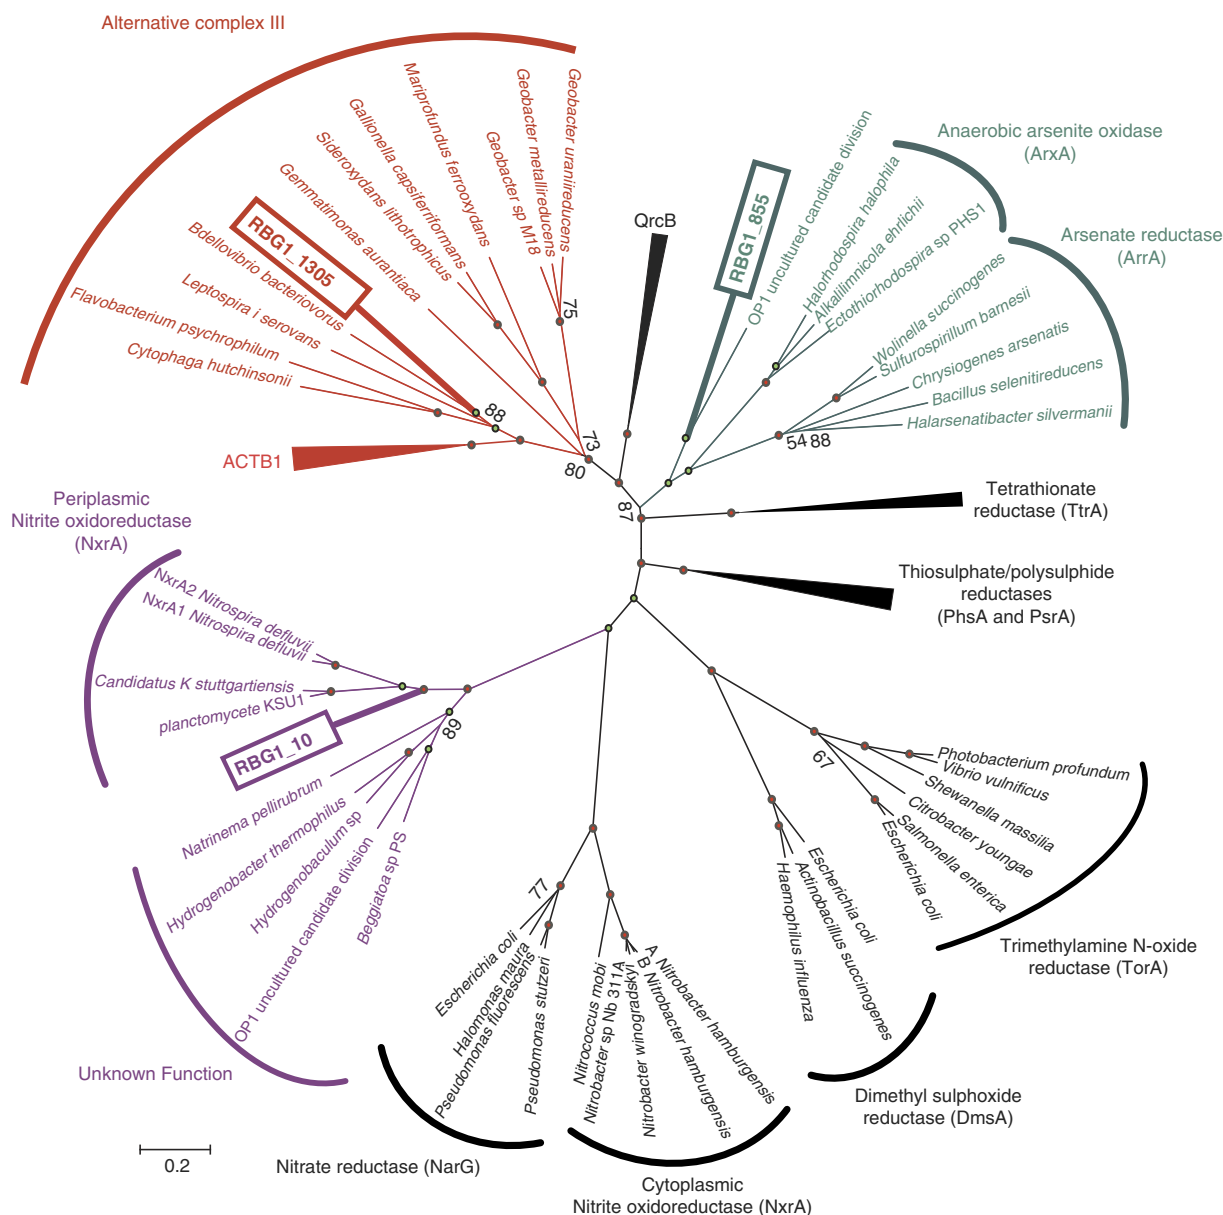 Alternative complex III
Geobacter uraniireducens
Geobacter metallireducens
Geobacter sp M18
Mariprofundus ferrooxydans
Gallionella capsiferriformans
Sideroxydans lithotrophicus
Gemmatimonas aurantiaca
RBG1_1305
Bdellovibrio bacteriovorus
Leptospira i serovans
Flavobacterium psychrophilum
Cytophaga hutchinsonii
ACTB1
75
88
73
80
87
QrcB
RBG1_855
OP1 uncultured candidate division
Anaerobic arsenite oxidase
(ArxA)
Halorhodospira halophila
Alkalilmnicola ehrlichii
Ectothiorhodospira sp PHS1
Arsenate reductase
(ArrA)
Wolinella succinogenes
Sulfurospirillum barnesii
Chrysiogenes arsenatis
Bacillus selenitireducens
Halarsenatibacter silvermanii
54 88
Tetrathionate
reductase (TtrA)
Thiosulphate/polysulphide
reductases
(PhsA and PsrA)
Periplasmic
Nitrite oxidoreductase
(NxrA)
NxrA2 Nitrospira defluvii
NxrA1 Nitrospira defluvii
Candidatus K stuttgartiensis
planctomycete KSU1
RBG1_10
89
Natrinema pellirubrum
Hydrogenobacter thermophilus
Hydrogenobaculum sp
OP1 uncultured candidate division
Beggiatoa sp PS
Unknown Function
67
Photobacterium profundum
Vibrio vulnificus
Shewanella massilia
Citrobacter youngae
Salmonella enterica
Escherichia coli
Trimethylamine N-oxide
reductase (TorA)
Escherichia coli
Actinobacillus succinogenes
Haemophilus influenza
Dimethyl sulphoxide
reductase (DmsA)
77
Escherichia coli
Halomonas maura
Pseudomonas fluorescens
Pseudomonas stutzeri
Nitrate reductase (NarG)
Nitrococcus mobi
Nitrobacter sp Nb 311A
Nitrobacter winogradskyi
B Nitrobacter hamburgensis
A Nitrobacter hamburgensis
Cytoplasmic
Nitrite oxidoreductase (NxrA)
0.2